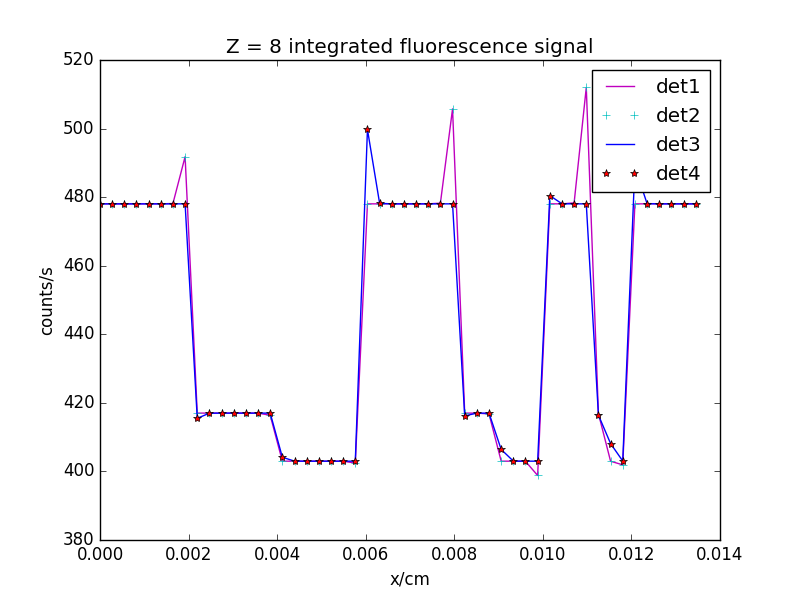 Z = 8 integrated fluorescence signal
520
500
480
460
440
420
400
380
counts/s
det1
det2
det3
det4
0.000 0.002 0.004 0.006 0.008 0.010 0.012 0.014
x/cm